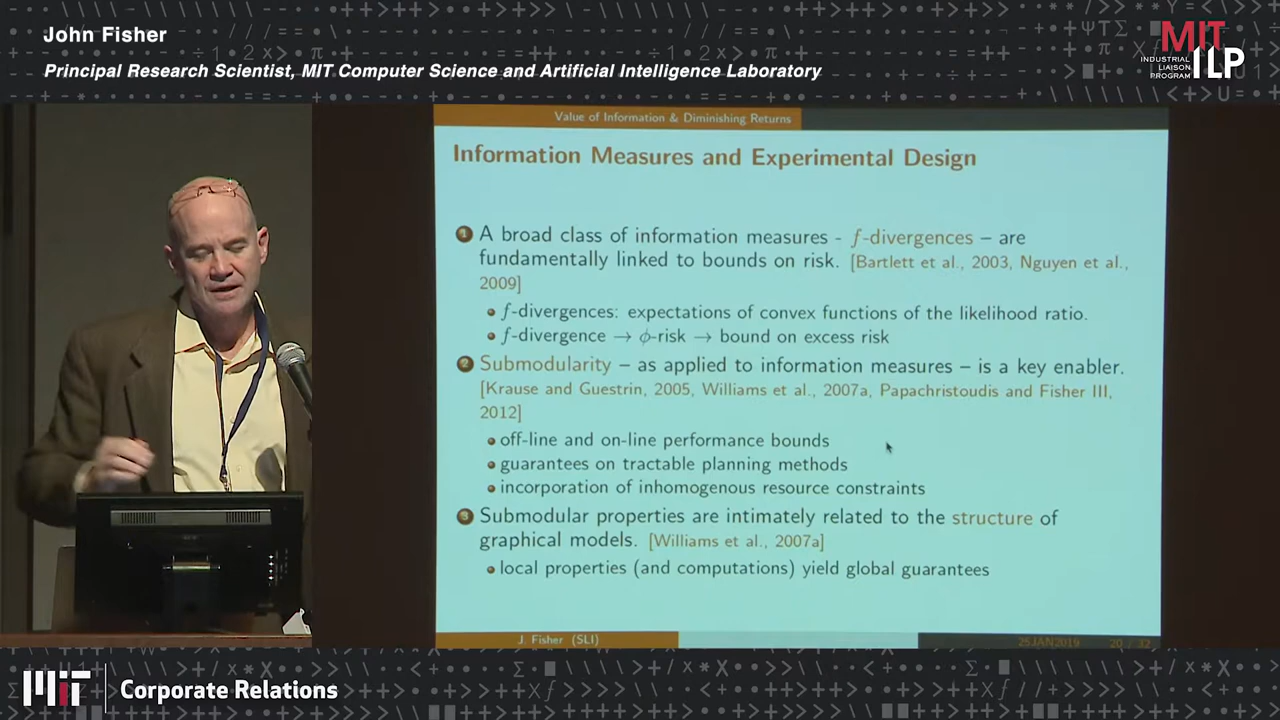 John Fisher
Principal Research Scientist, MIT Computer Science and Artificial Intelligence Laboratory
MIT
INDUSTRIAL
LIAISON
PROGRAM
ILP
Value of Information & Diminishing Returns
Information Measures and Experimental Design
1 A broad class of information measures - f-divergences – are
fundamentally linked to bounds on risk. [Bartlett et al., 2003, Nguyen et al.,
2009]
• f-divergences: expectations of convex functions of the likelihood ratio.
• f-divergence → ϕ-risk → bound on excess risk
2 Submodularity – as applied to information measures – is a key enabler.
[Krause and Guestrin, 2005, Williams et al., 2007a, Papachristoudis and Fisher III,
2012]
• off-line and on-line performance bounds
• guarantees on tractable planning methods
• incorporation of inhomogenous resource constraints
3 Submodular properties are intimately related to the structure of
graphical models. [Williams et al., 2007a]
• local properties (and computations) yield global guarantees
J. Fisher (SLI)
25JAN2019 20 / 32
MIT
Corporate Relations